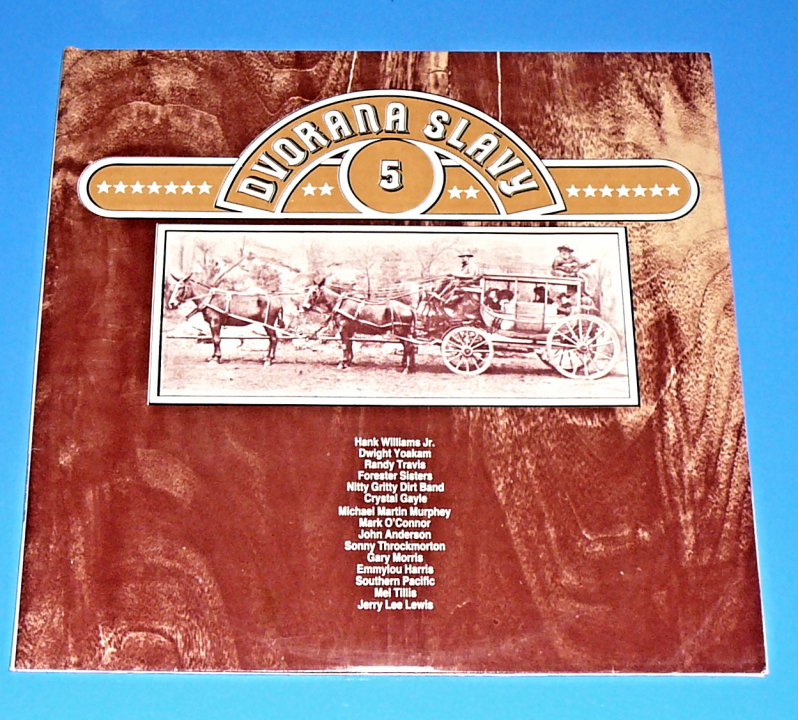 DVORANA SLÁVY
5
Hank Williams Jr.
Dwight Yoakam
Randy Travis
Forester Sisters
Nitty Gritty Dirt Band
Crystal Gayle
Michael Martin Murphey
Mark O'Connor
John Anderson
Sonny Throckmorton
Gary Morris
Emmylou Harris
Southern Pacific
Mel Tillis
Jerry Lee Lewis